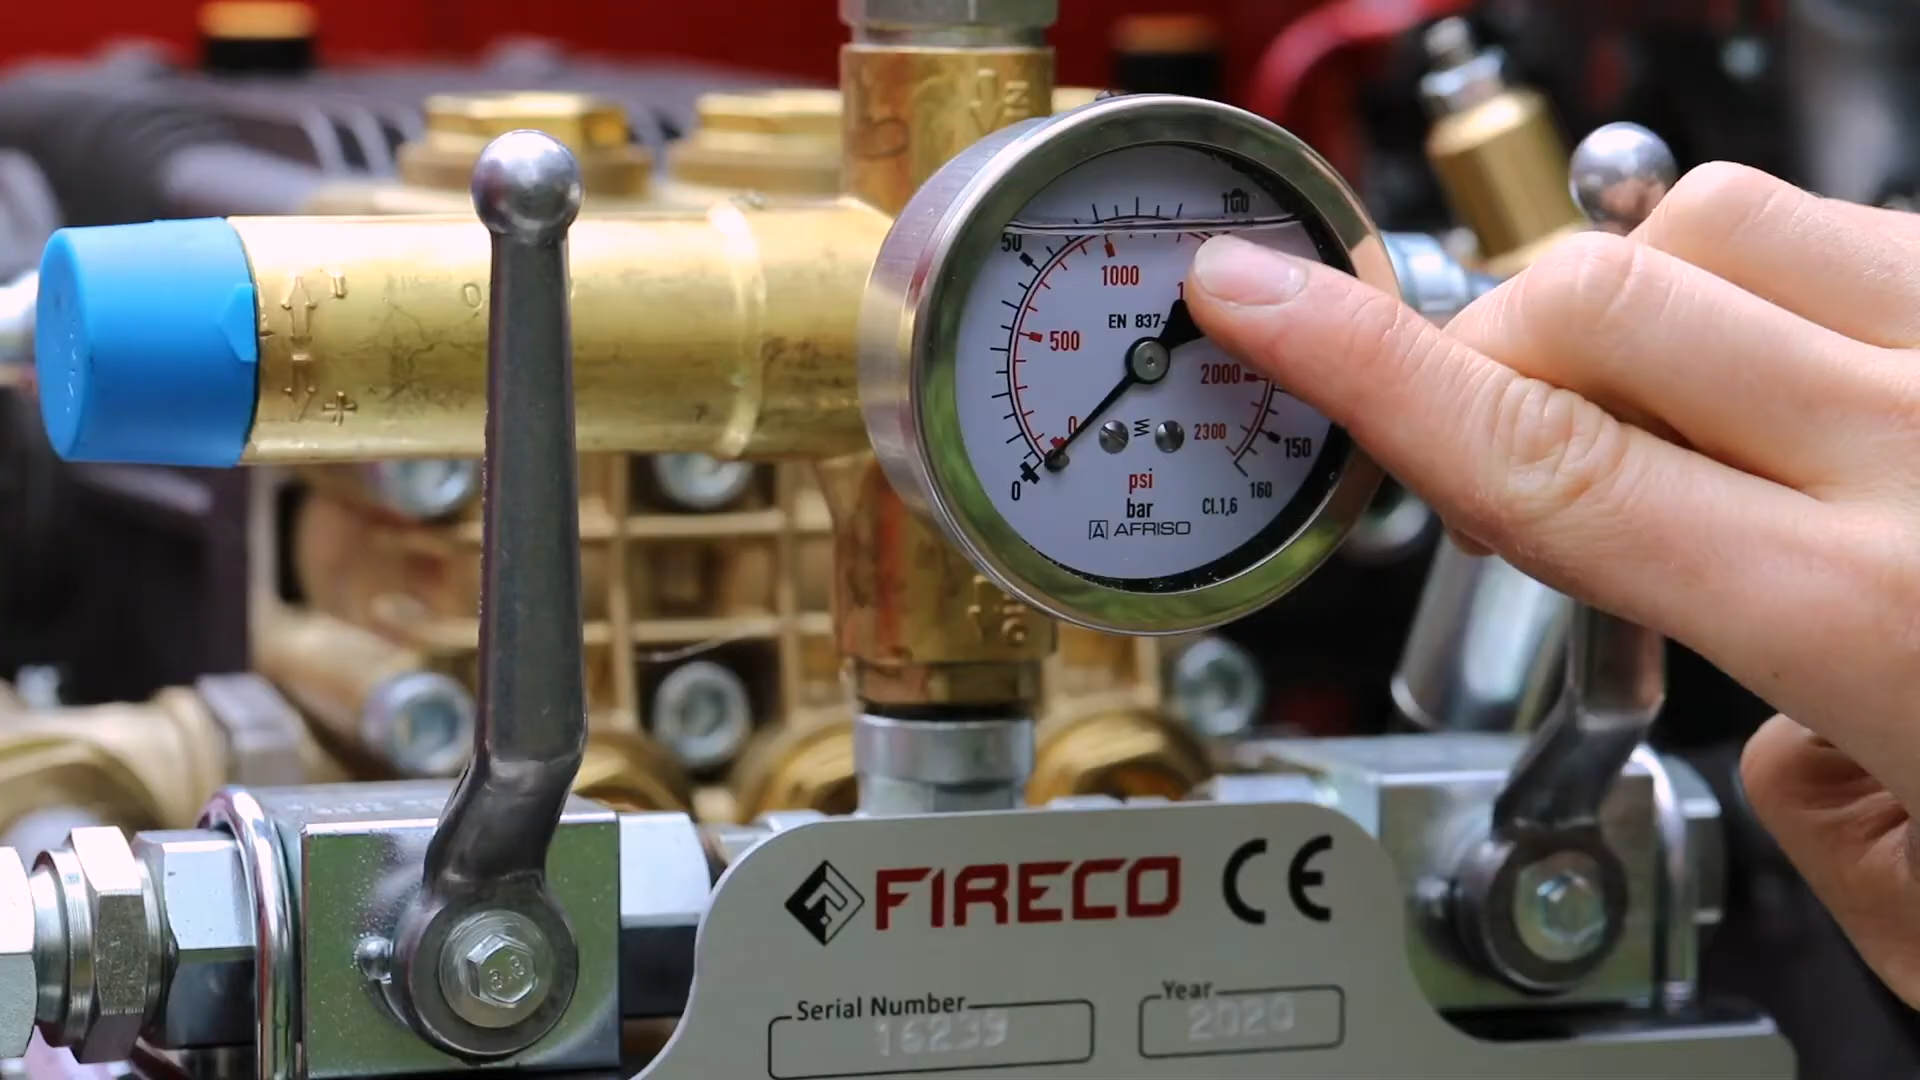 100
50
1000
EN 837-
500
2000
0
2300
150
psi
0
160
bar
Cl.1,6
AFRISO
FIRECO CE
Serial Number
Year
16239
2020